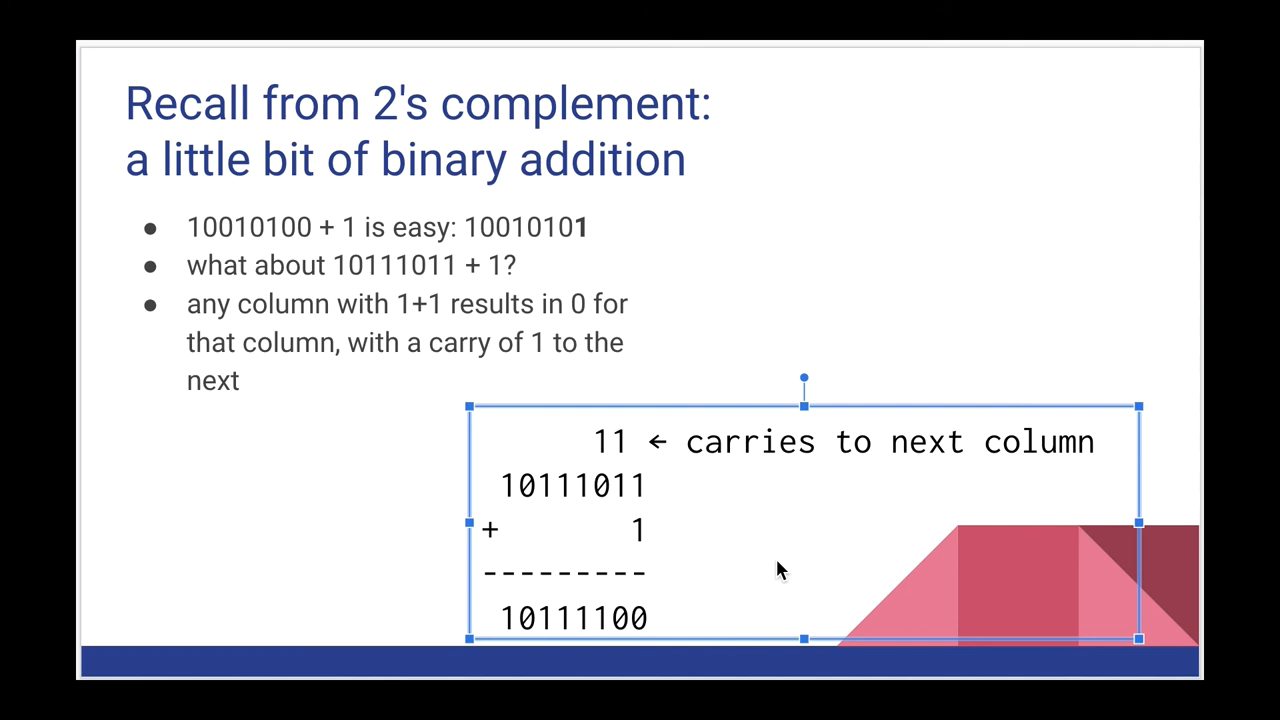 Recall from 2's complement:
a little bit of binary addition
● 10010100 + 1 is easy: 10010101
● what about 10111011 + 1?
● any column with 1+1 results in 0 for
that column, with a carry of 1 to the
next
11 ← carries to next column
10111011
+ 1
---------
10111100